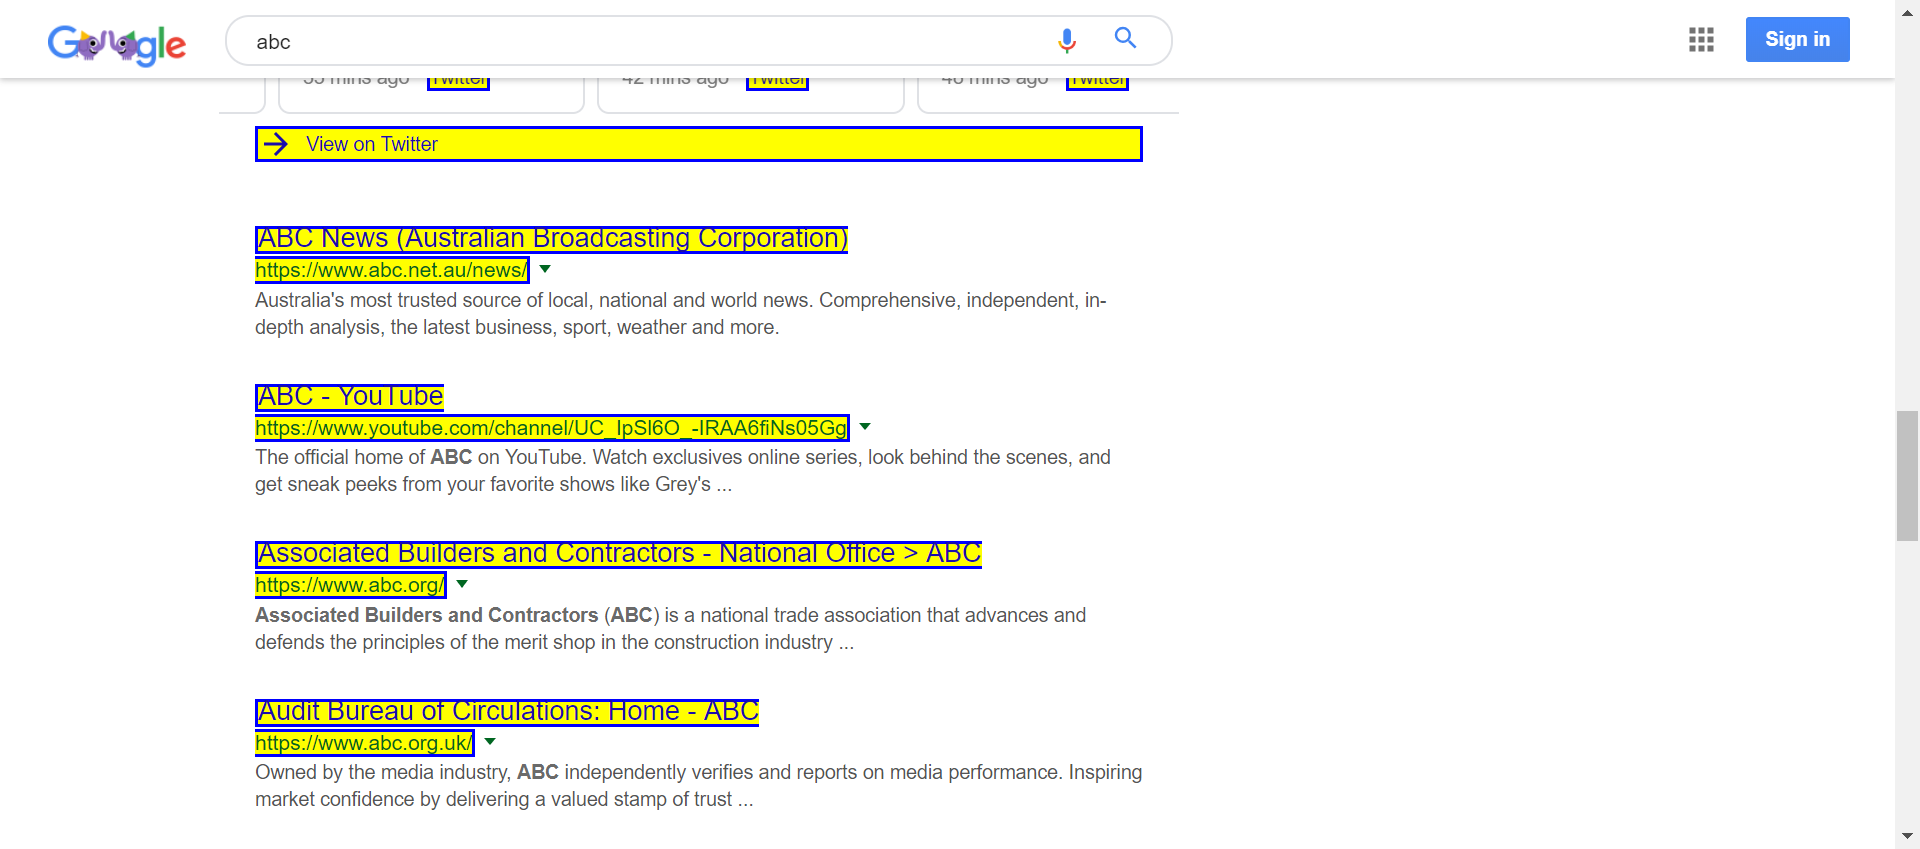 Google
abc
Sign in
35 mins ago Twitter
42 mins ago Twitter
48 mins ago Twitter
View on Twitter
ABC News (Australian Broadcasting Corporation)
https://www.abc.net.au/news/
Australia's most trusted source of local, national and world news. Comprehensive, independent, in-
depth analysis, the latest business, sport, weather and more.
ABC - YouTube
https://www.youtube.com/channel/UC_IpSl6O_-IRAA6fiNs05Gg
The official home of ABC on YouTube. Watch exclusives online series, look behind the scenes, and
get sneak peeks from your favorite shows like Grey's ...
Associated Builders and Contractors - National Office > ABC
https://www.abc.org/
Associated Builders and Contractors (ABC) is a national trade association that advances and
defends the principles of the merit shop in the construction industry ...
Audit Bureau of Circulations: Home - ABC
https://www.abc.org.uk/
Owned by the media industry, ABC independently verifies and reports on media performance. Inspiring
market confidence by delivering a valued stamp of trust ...